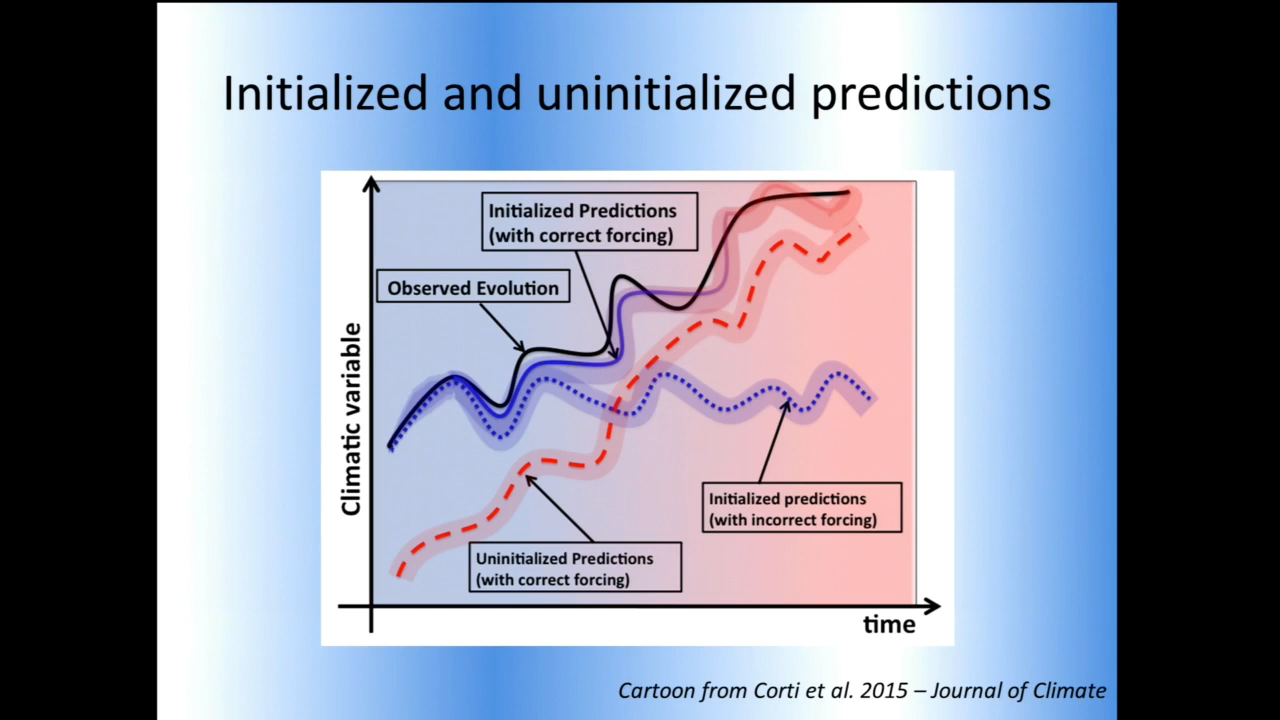 Initialized and uninitialized predictions
Initialized Predictions
(with correct forcing)
Observed Evolution
Climatic variable
Initialized predictions
(with incorrect forcing)
Uninitialized Predictions
(with correct forcing)
time
Cartoon from Corti et al. 2015 – Journal of Climate